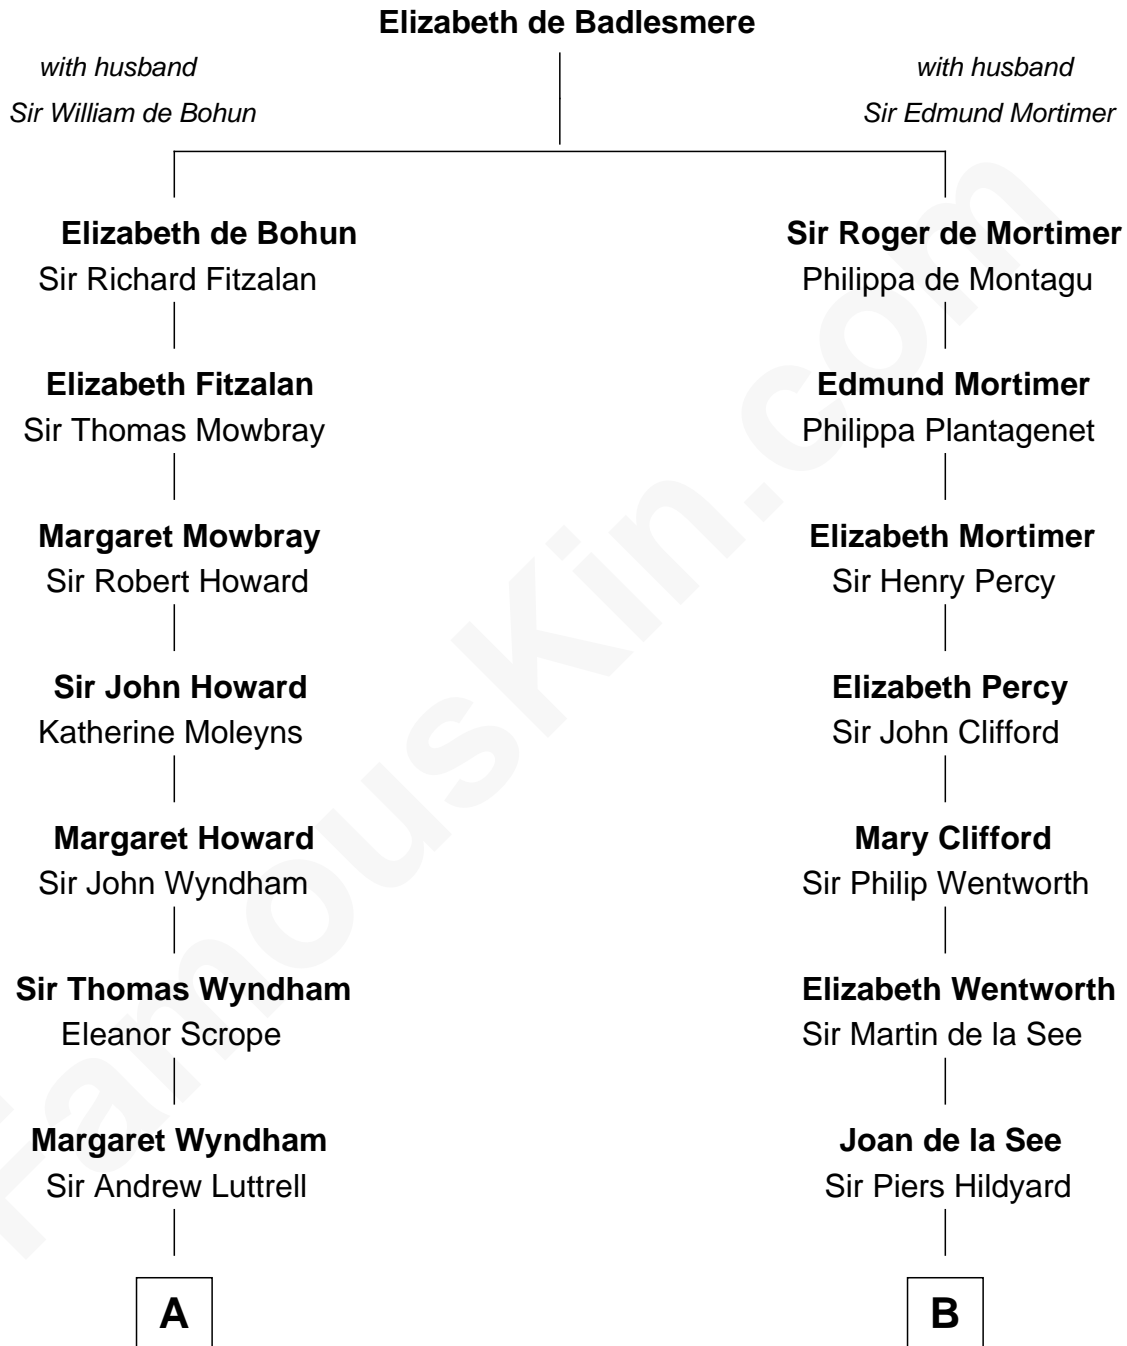 Elizabeth de Badlesmere
with husband
Sir William de Bohun
with husband
Sir Edmund Mortimer
Elizabeth de Bohun
Sir Richard Fitzalan
Sir Roger de Mortimer
Philippa de Montagu
Elizabeth Fitzalan
Sir Thomas Mowbray
Edmund Mortimer
Philippa Plantagenet
Margaret Mowbray
Sir Robert Howard
Elizabeth Mortimer
Sir Henry Percy
Sir John Howard
Katherine Moleyns
Elizabeth Percy
Sir John Clifford
Margaret Howard
Sir John Wyndham
Mary Clifford
Sir Philip Wentworth
Sir Thomas Wyndham
Eleanor Scrope
Elizabeth Wentworth
Sir Martin de la See
Margaret Wyndham
Sir Andrew Luttrell
Joan de la See
Sir Piers Hildyard
A
B
FamousKin.com